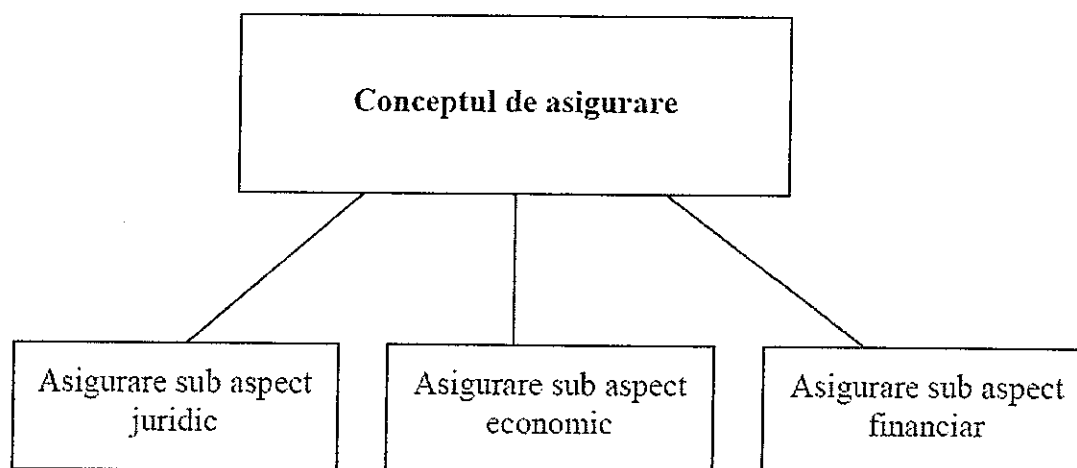 Conceptul de asigurare
Asigurare sub aspect
juridic
Asigurare sub aspect
economic
Asigurare sub aspect
financiar